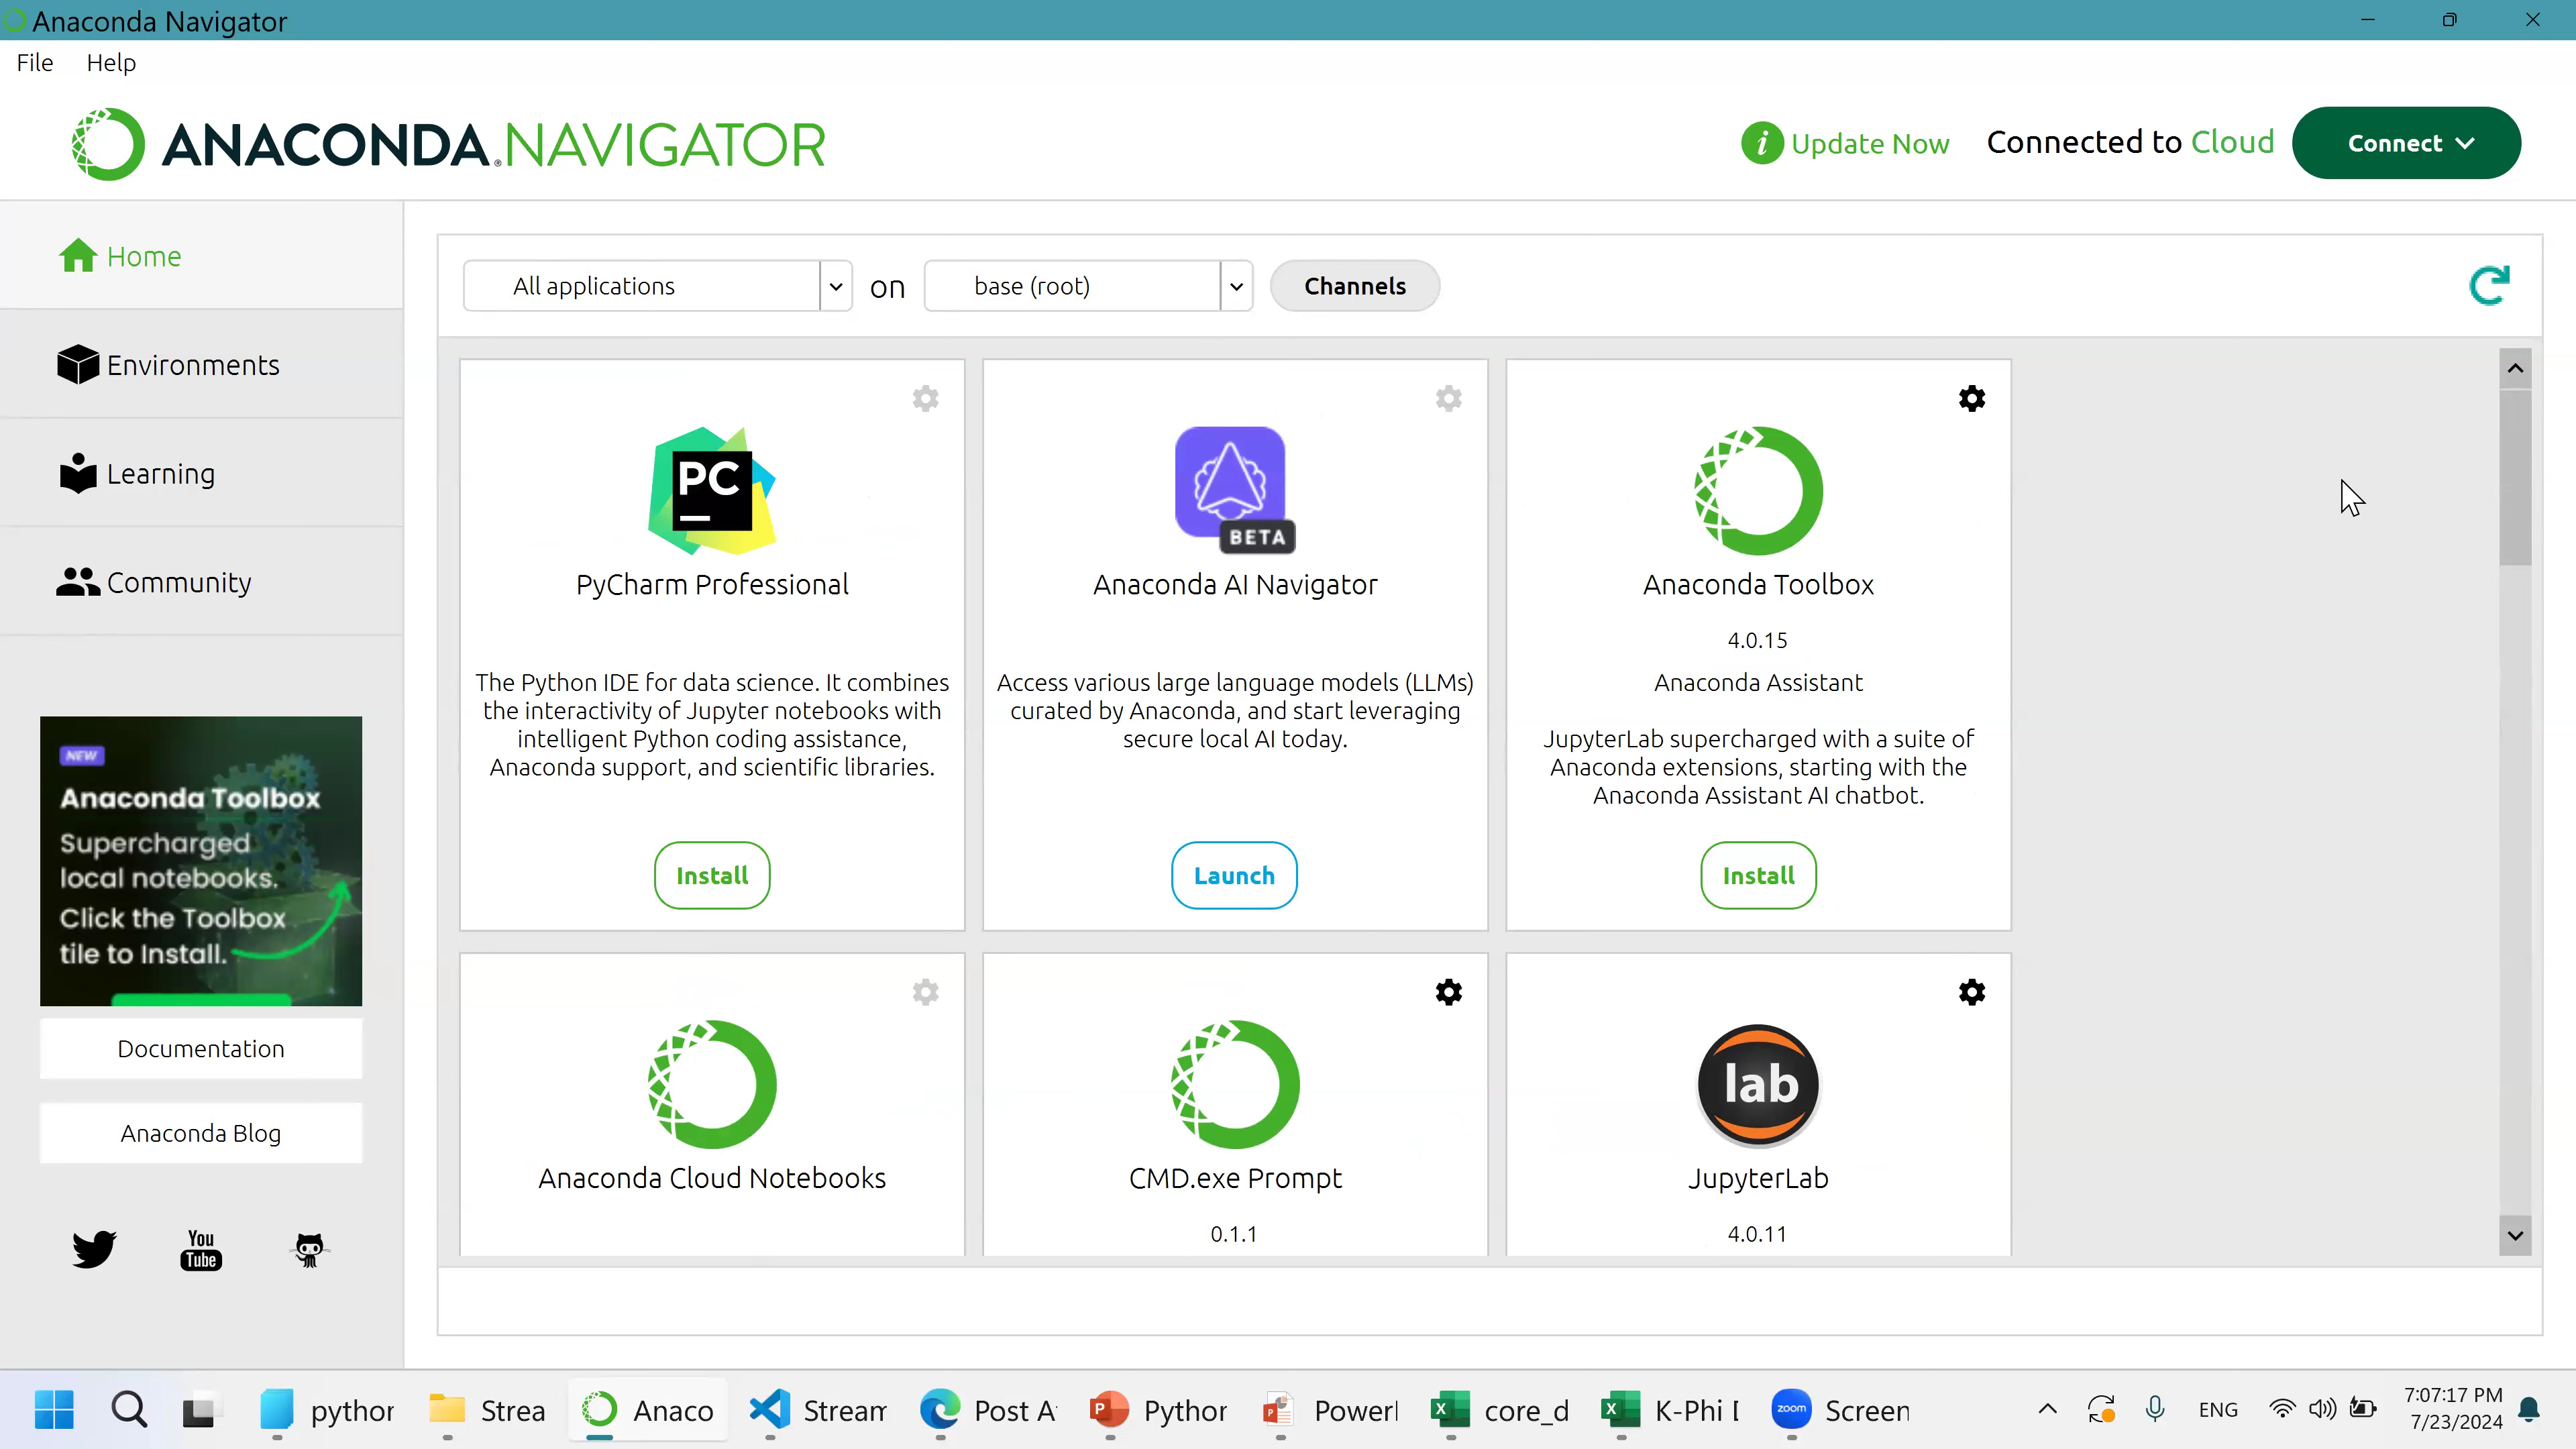 Anaconda Navigator
File Help
ANACONDA.NAVIGATOR
i Update Now Connected to Cloud Connect
Home
Environments
Learning
Community
NEW
Anaconda Toolbox
Supercharged
local notebooks.
Click the Toolbox
tile to Install.
Documentation
Anaconda Blog
You
Tube
All applications on base (root) Channels
PC
PyCharm Professional
The Python IDE for data science. It combines
the interactivity of Jupyter notebooks with
intelligent Python coding assistance,
Anaconda support, and scientific libraries.
Install
BETA
Anaconda AI Navigator
Access various large language models (LLMs)
curated by Anaconda, and start leveraging
secure local AI today.
Launch
Anaconda Toolbox
4.0.15
Anaconda Assistant
JupyterLab supercharged with a suite of
Anaconda extensions, starting with the
Anaconda Assistant AI chatbot.
Install
Anaconda Cloud Notebooks
CMD.exe Prompt
0.1.1
lab
JupyterLab
4.0.11
pythor Strea Anaco Stream Post A P Pythor P Power X core_d X K-Phi zoom Screen ENG 7:07:17 PM
7/23/2024